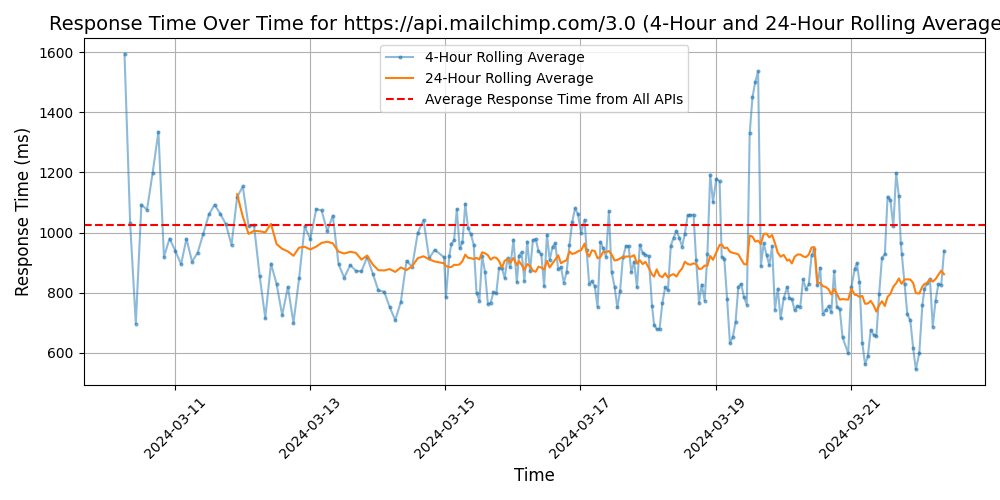 Response Time Over Time for https://api.mailchimp.com/3.0 (4-Hour and 24-Hour Rolling Average
1600
1400
1200
1000
800
600
Response Time (ms)
4-Hour Rolling Average
24-Hour Rolling Average
Average Response Time from All APIs
2024-03-11
2024-03-13
2024-03-15
2024-03-17
2024-03-19
2024-03-21
Time